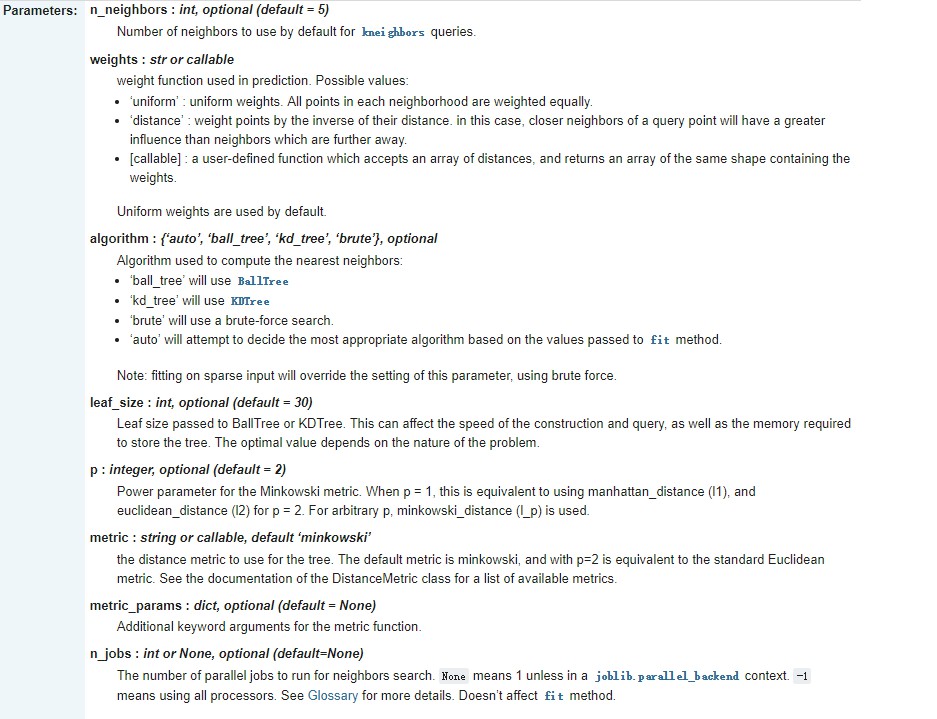 Parameters: n_neighbors : int, optional (default = 5)
Number of neighbors to use by default for kneighbors queries.
weights : str or callable
weight function used in prediction. Possible values:
• ‘uniform’ : uniform weights. All points in each neighborhood are weighted equally.
• ‘distance’ : weight points by the inverse of their distance. in this case, closer neighbors of a query point will have a greater
influence than neighbors which are further away.
• [callable] : a user-defined function which accepts an array of distances, and returns an array of the same shape containing the
weights.
Uniform weights are used by default.
algorithm : {‘auto’, ‘ball_tree’, ‘kd_tree’, ‘brute’}, optional
Algorithm used to compute the nearest neighbors:
• ‘ball_tree’ will use BallTree
• ‘kd_tree’ will use KDTree
• ‘brute’ will use a brute-force search.
• ‘auto’ will attempt to decide the most appropriate algorithm based on the values passed to fit method.
Note: fitting on sparse input will override the setting of this parameter, using brute force.
leaf_size : int, optional (default = 30)
Leaf size passed to BallTree or KDTree. This can affect the speed of the construction and query, as well as the memory required
to store the tree. The optimal value depends on the nature of the problem.
p : integer, optional (default = 2)
Power parameter for the Minkowski metric. When p = 1, this is equivalent to using manhattan_distance (l1), and
euclidean_distance (l2) for p = 2. For arbitrary p, minkowski_distance (l_p) is used.
metric : string or callable, default ‘minkowski’
the distance metric to use for the tree. The default metric is minkowski, and with p=2 is equivalent to the standard Euclidean
metric. See the documentation of the DistanceMetric class for a list of available metrics.
metric_params : dict, optional (default = None)
Additional keyword arguments for the metric function.
n_jobs : int or None, optional (default=None)
The number of parallel jobs to run for neighbors search. None means 1 unless in a joblib.parallel_backend context. -1
means using all processors. See Glossary for more details. Doesn’t affect fit method.